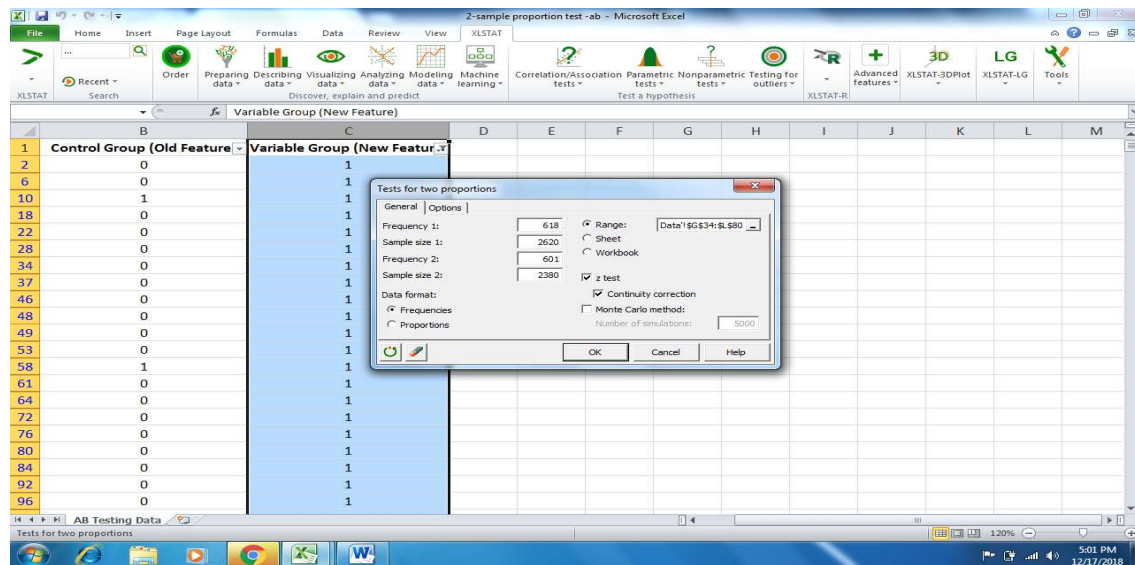 2-sample proportion test -ab - Microsoft Excel
File Home Insert Page Layout Formulas Data Review View XLSTAT
...
Recent
Order
Preparing data
Describing data
Visualizing data
Analyzing data
Modeling data
Machine learning
Correlation/Association tests
Parametric tests
Nonparametric tests
Testing for outliers
R
Advanced features
3D
XLSTAT-3DPlot
LG
XLSTAT-LG
Tools
XLSTAT Search Discover, explain and predict Test a hypothesis XLSTAT-R
fx Variable Group (New Feature)
B C D E F G H I J K L M
1 Control Group (Old Feature Variable Group (New Featur
2 0 1
6 0 1
10 1 1
18 0 1
22 0 1
28 0 1
34 0 1
37 0 1
46 0 1
48 0 1
49 0 1
53 0 1
58 1 1
61 0 1
64 0 1
72 0 1
76 0 1
80 0 1
84 0 1
92 0 1
96 0 1
Tests for two proportions
General Options
Frequency 1: 618
Sample size 1: 2620
Frequency 2: 601
Sample size 2: 2380
Data format:
Frequencies
Proportions
Range: Data'!$G$34:$L$80
Sheet
Workbook
z test
Continuity correction
Monte Carlo method:
Number of simulations: 5000
OK Cancel Help
AB Testing Data
Tests for two proportions 120%
5:01 PM
12/17/2018